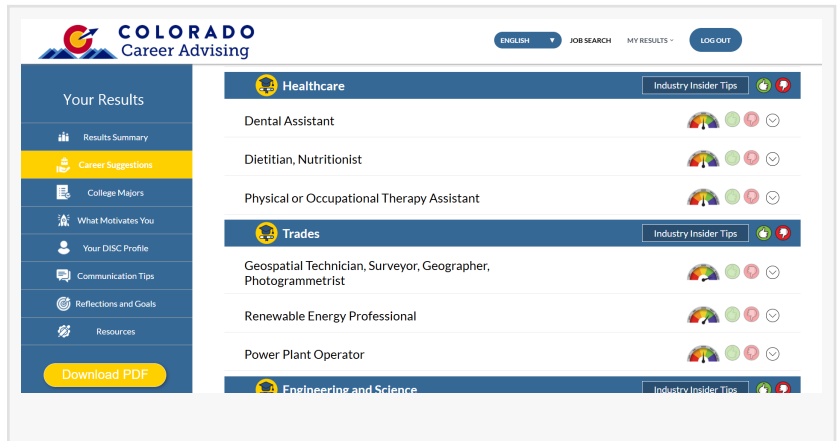 COLORADO
Career Advising
ENGLISH
JOB SEARCH
MY RESULTS
LOG OUT
Your Results
Results Summary
Career Suggestions
College Majors
What Motivates You
Your DISC Profile
Communication Tips
Reflections and Goals
Resources
Download PDF
Healthcare
Industry Insider Tips
Dental Assistant
Dietitian, Nutritionist
Physical or Occupational Therapy Assistant
Trades
Industry Insider Tips
Geospatial Technician, Surveyor, Geographer,
Photogrammetrist
Renewable Energy Professional
Power Plant Operator
Engineering and Science
Industry Insider Tips